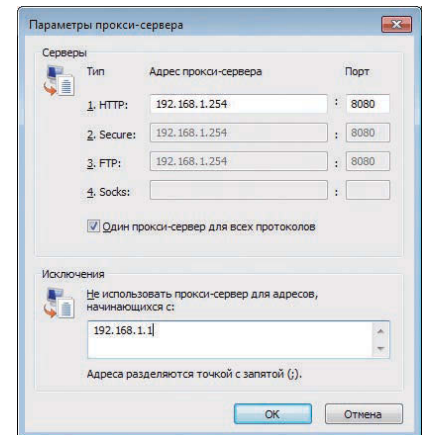 Параметры прокси-сервера
Серверы
Тип Адрес прокси-сервера Порт
1. HTTP: 192.168.1.254 : 8080
2. Secure: 192.168.1.254 : 8080
3. FTP: 192.168.1.254 : 8080
4. Socks: :
Один прокси-сервер для всех протоколов
Исключения
Не использовать прокси-сервер для адресов,
начинающихся с:
192.168.1.1
Адреса разделяются точкой с запятой (;).
ОК Отмена